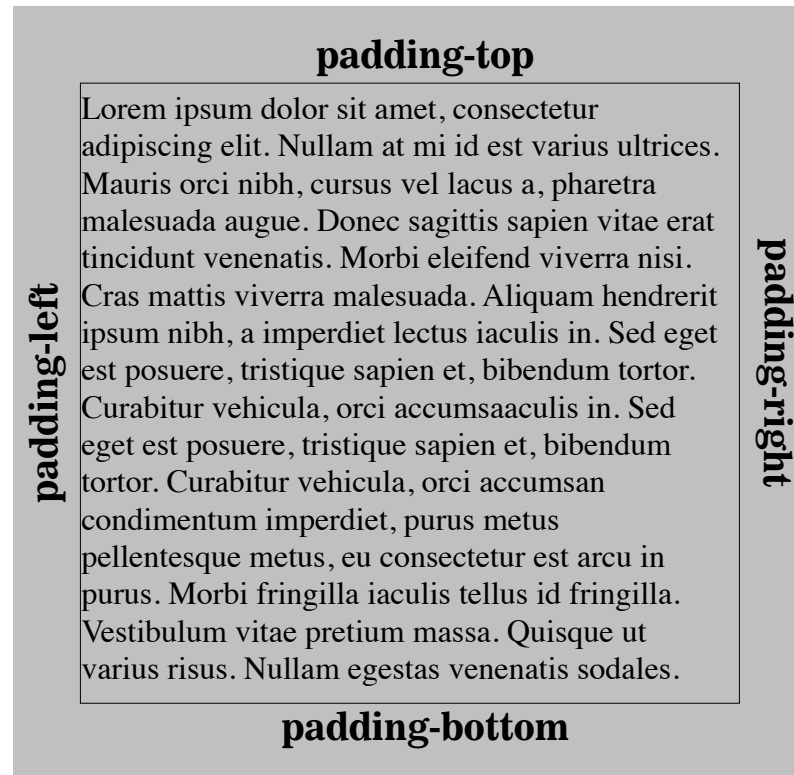 padding-top
Lorem ipsum dolor sit amet, consectetur
adipiscing elit. Nullam at mi id est varius ultrices.
Mauris orci nibh, cursus vel lacus a, pharetra
malesuada augue. Donec sagittis sapien vitae erat
tincidunt venenatis. Morbi eleifend viverra nisi.
Cras mattis viverra malesuada. Aliquam hendrerit
ipsum nibh, a imperdiet lectus iaculis in. Sed eget
est posuere, tristique sapien et, bibendum tortor.
Curabitur vehicula, orci accumsaaculis in. Sed
eget est posuere, tristique sapien et, bibendum
tortor. Curabitur vehicula, orci accumsan
condimentum imperdiet, purus metus
pellentesque metus, eu consectetur est arcu in
purus. Morbi fringilla iaculis tellus id fringilla.
Vestibulum vitae pretium massa. Quisque ut
varius risus. Nullam egestas venenatis sodales.
padding-left
padding-right
padding-bottom